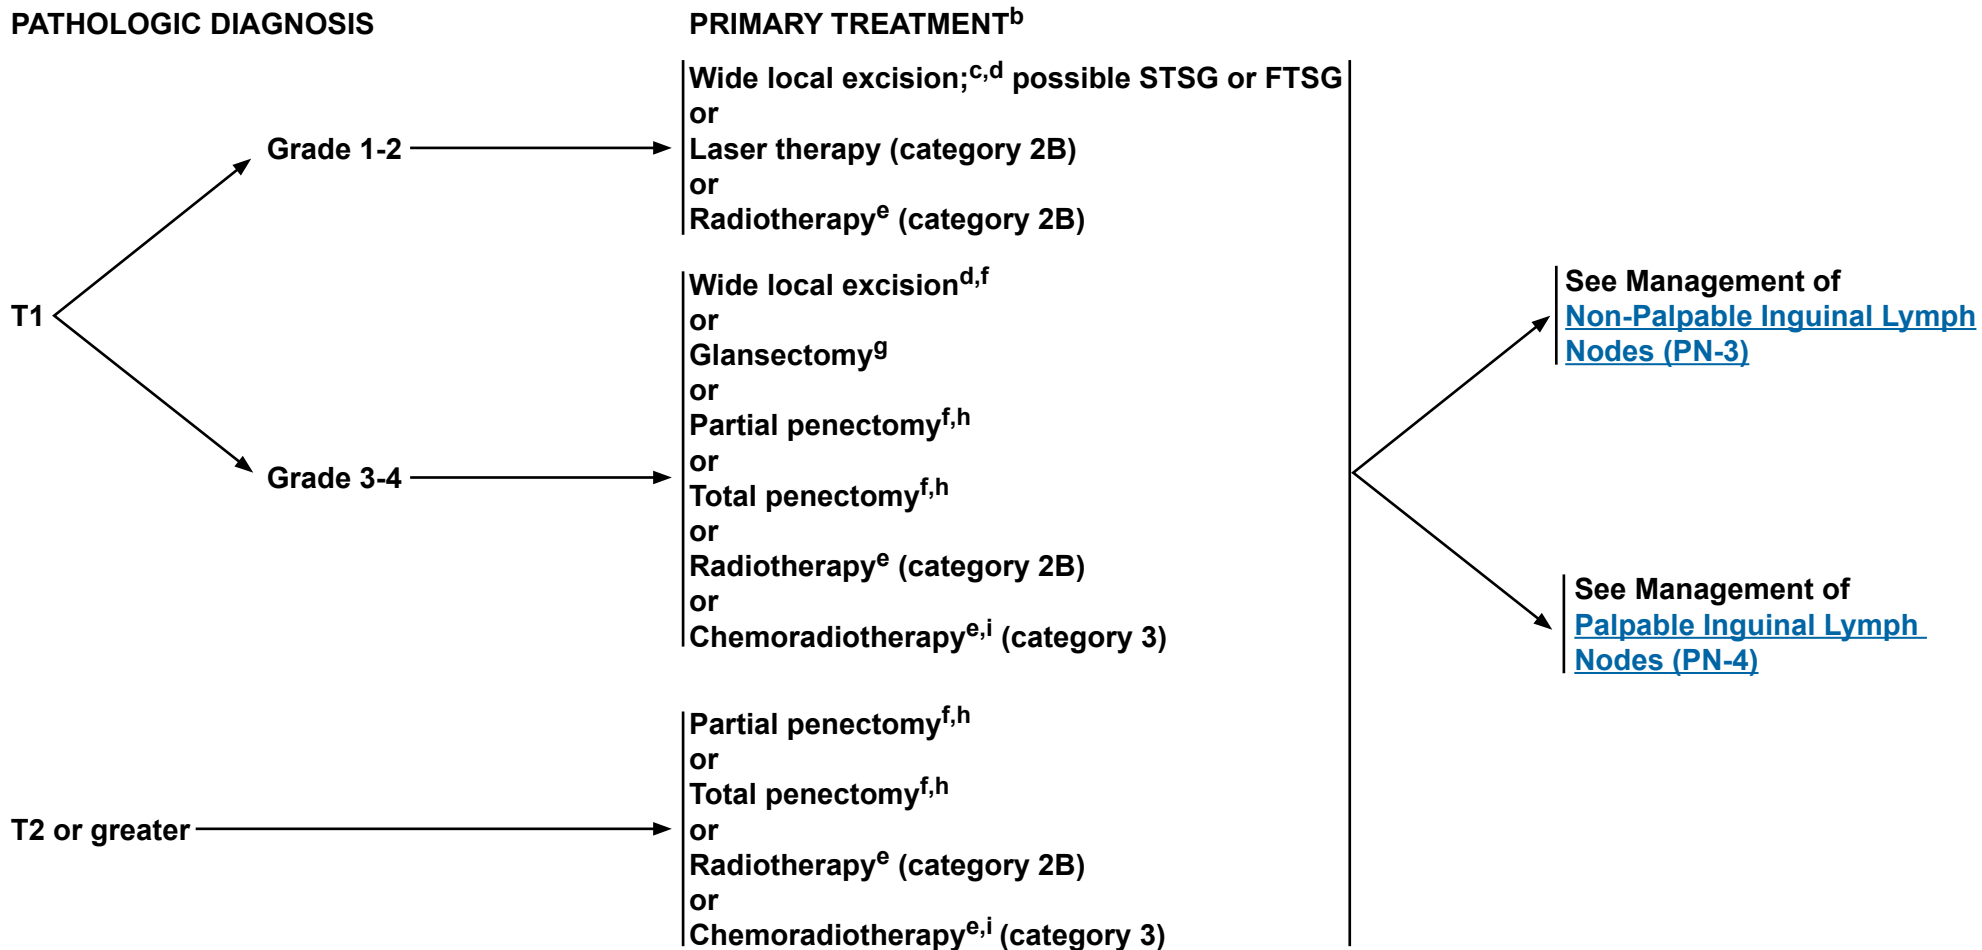 PATHOLOGIC DIAGNOSIS
PRIMARY TREATMENTb
T1
Grade 1-2
Wide local excision;c,d possible STSG or FTSG
or
Laser therapy (category 2B)
or
Radiotherapye (category 2B)
Grade 3-4
Wide local excisiond,f
or
Glansectomyg
or
Partial penectomyf,h
or
Total penectomyf,h
or
Radiotherapye (category 2B)
or
Chemoradiotherapye,i (category 3)
T2 or greater
Partial penectomyf,h
or
Total penectomyf,h
or
Radiotherapye (category 2B)
or
Chemoradiotherapye,i (category 3)
See Management of
Non-Palpable Inguinal Lymph
Nodes (PN-3)
See Management of
Palpable Inguinal Lymph
Nodes (PN-4)